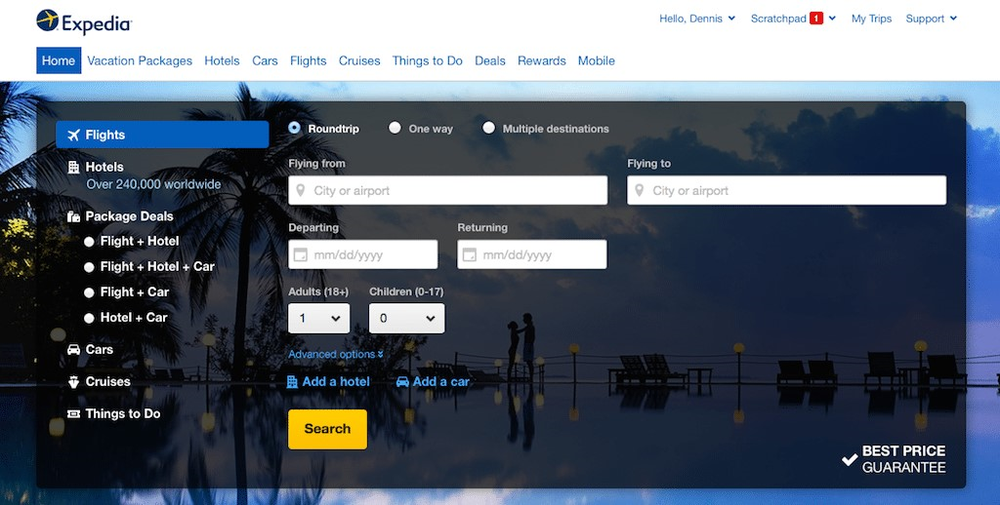 Expedia
Hello, Dennis Scratchpad 1 My Trips Support
Home Vacation Packages Hotels Cars Flights Cruises Things to Do Deals Rewards Mobile
Flights
Hotels
Over 240,000 worldwide
Package Deals
Flight + Hotel
Flight + Hotel + Car
Flight + Car
Hotel + Car
Cars
Cruises
Things to Do
Roundtrip One way Multiple destinations
Flying from Flying to
City or airport City or airport
Departing Returning
mm/dd/yyyy mm/dd/yyyy
Adults (18+) Children (0-17)
1 0
Advanced options
Add a hotel Add a car
Search
BEST PRICE
GUARANTEE